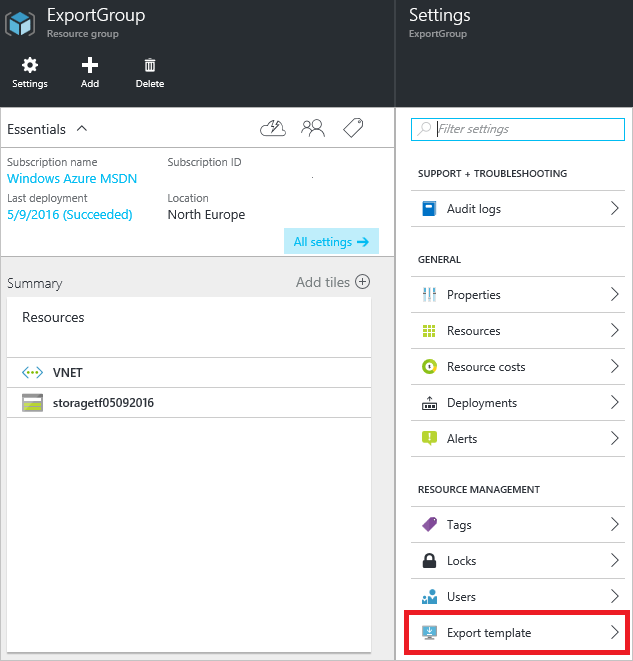 ExportGroup
Resource group
Settings
Add
Delete
Essentials
Subscription name
Subscription ID
Windows Azure MSDN
Last deployment
Location
5/9/2016 (Succeeded)
North Europe
All settings
Summary
Add tiles
Resources
VNET
storagetf05092016
Settings
ExportGroup
Filter settings
SUPPORT + TROUBLESHOOTING
Audit logs
GENERAL
Properties
Resources
Resource costs
Deployments
Alerts
RESOURCE MANAGEMENT
Tags
Locks
Users
Export template